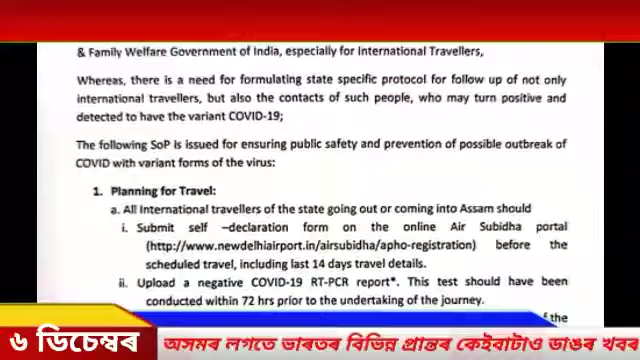 & Family Welfare Government of India, especially for International Travellers,
Whereas, there is a need for formulating state specific protocol for follow up of not only
international travellers, but also the contacts of such people, who may turn positive and
detected to have the variant COVID-19;
The following SoP is issued for ensuring public safety and prevention of possible outbreak of
COVID with variant forms of the virus:
1. Planning for Travel:
a. All International travellers of the state going out or coming into Assam should
i. Submit self –declaration form on the online Air Subidha portal
(http://www.newdelhiairport.in/airsubidha/apho-registration) before the
scheduled travel, including last 14 days travel details.
ii. Upload a negative COVID-19 RT-PCR report*. This test should have been
conducted within 72 hrs prior to the undertaking of the journey.
of the
৬ ডিচেম্বৰ
অসমৰ লগতে ভাৰতৰ বিভিন্ন প্ৰান্তৰ কেইবাটাও ডাঙৰ খবৰ